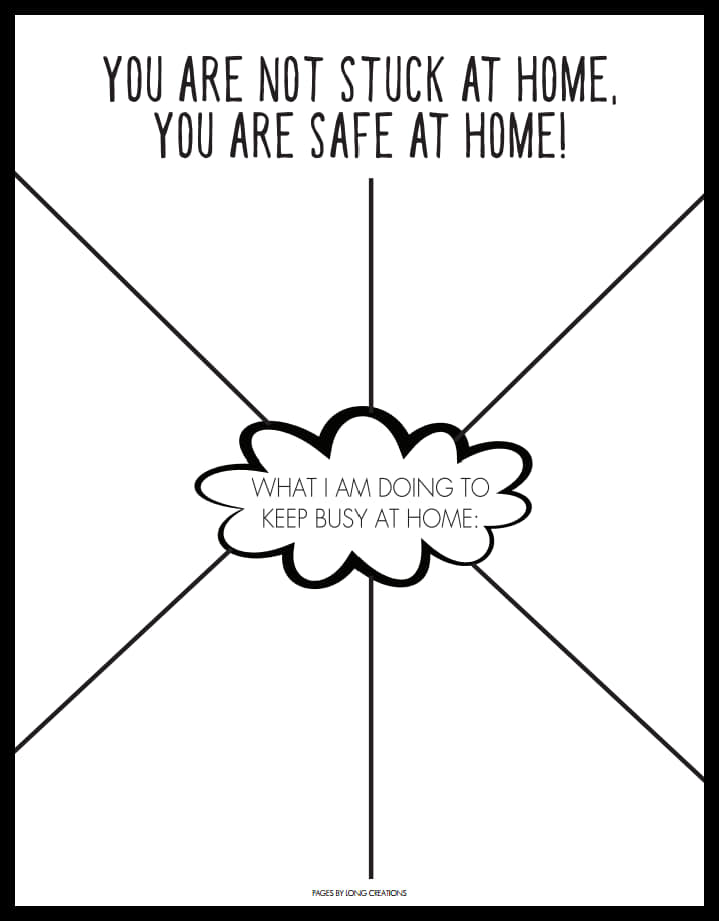 YOU ARE NOT STUCK AT HOME,
YOU ARE SAFE AT HOME!
WHAT I AM DOING TO
KEEP BUSY AT HOME:
PAGES BY LONG CREATIONS